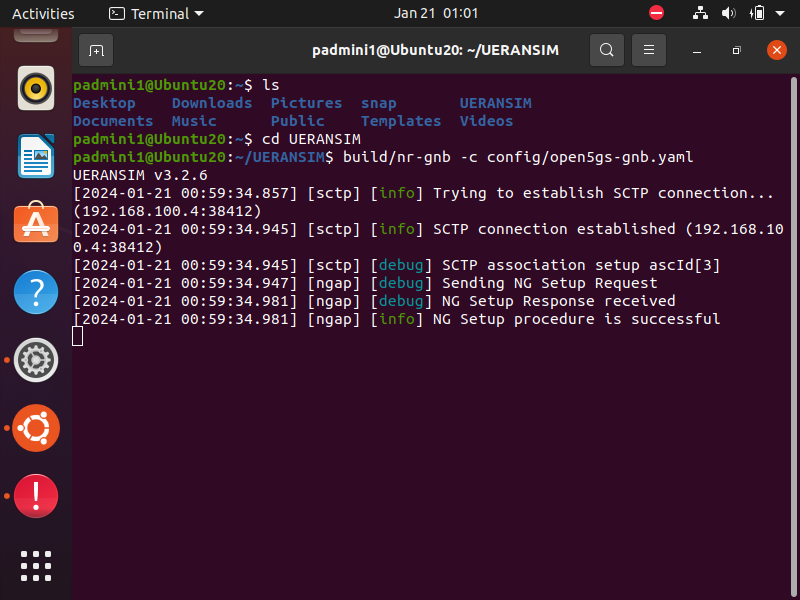 Activities Terminal Jan 21 01:01
padmini1@Ubuntu20: ~/UERANSIM
padmini1@Ubuntu20:~$ ls
Desktop Downloads Pictures snap UERANSIM
Documents Music Public Templates Videos
padmini1@Ubuntu20:~$ cd UERANSIM
padmini1@Ubuntu20:~/UERANSIM$ build/nr-gnb -c config/open5gs-gnb.yaml
UERANSIM v3.2.6
[2024-01-21 00:59:34.857] [sctp] [info] Trying to establish SCTP connection...
(192.168.100.4:38412)
[2024-01-21 00:59:34.945] [sctp] [info] SCTP connection established (192.168.10
0.4:38412)
[2024-01-21 00:59:34.945] [sctp] [debug] SCTP association setup ascId[3]
[2024-01-21 00:59:34.947] [ngap] [debug] Sending NG Setup Request
[2024-01-21 00:59:34.981] [ngap] [debug] NG Setup Response received
[2024-01-21 00:59:34.981] [ngap] [info] NG Setup procedure is successful